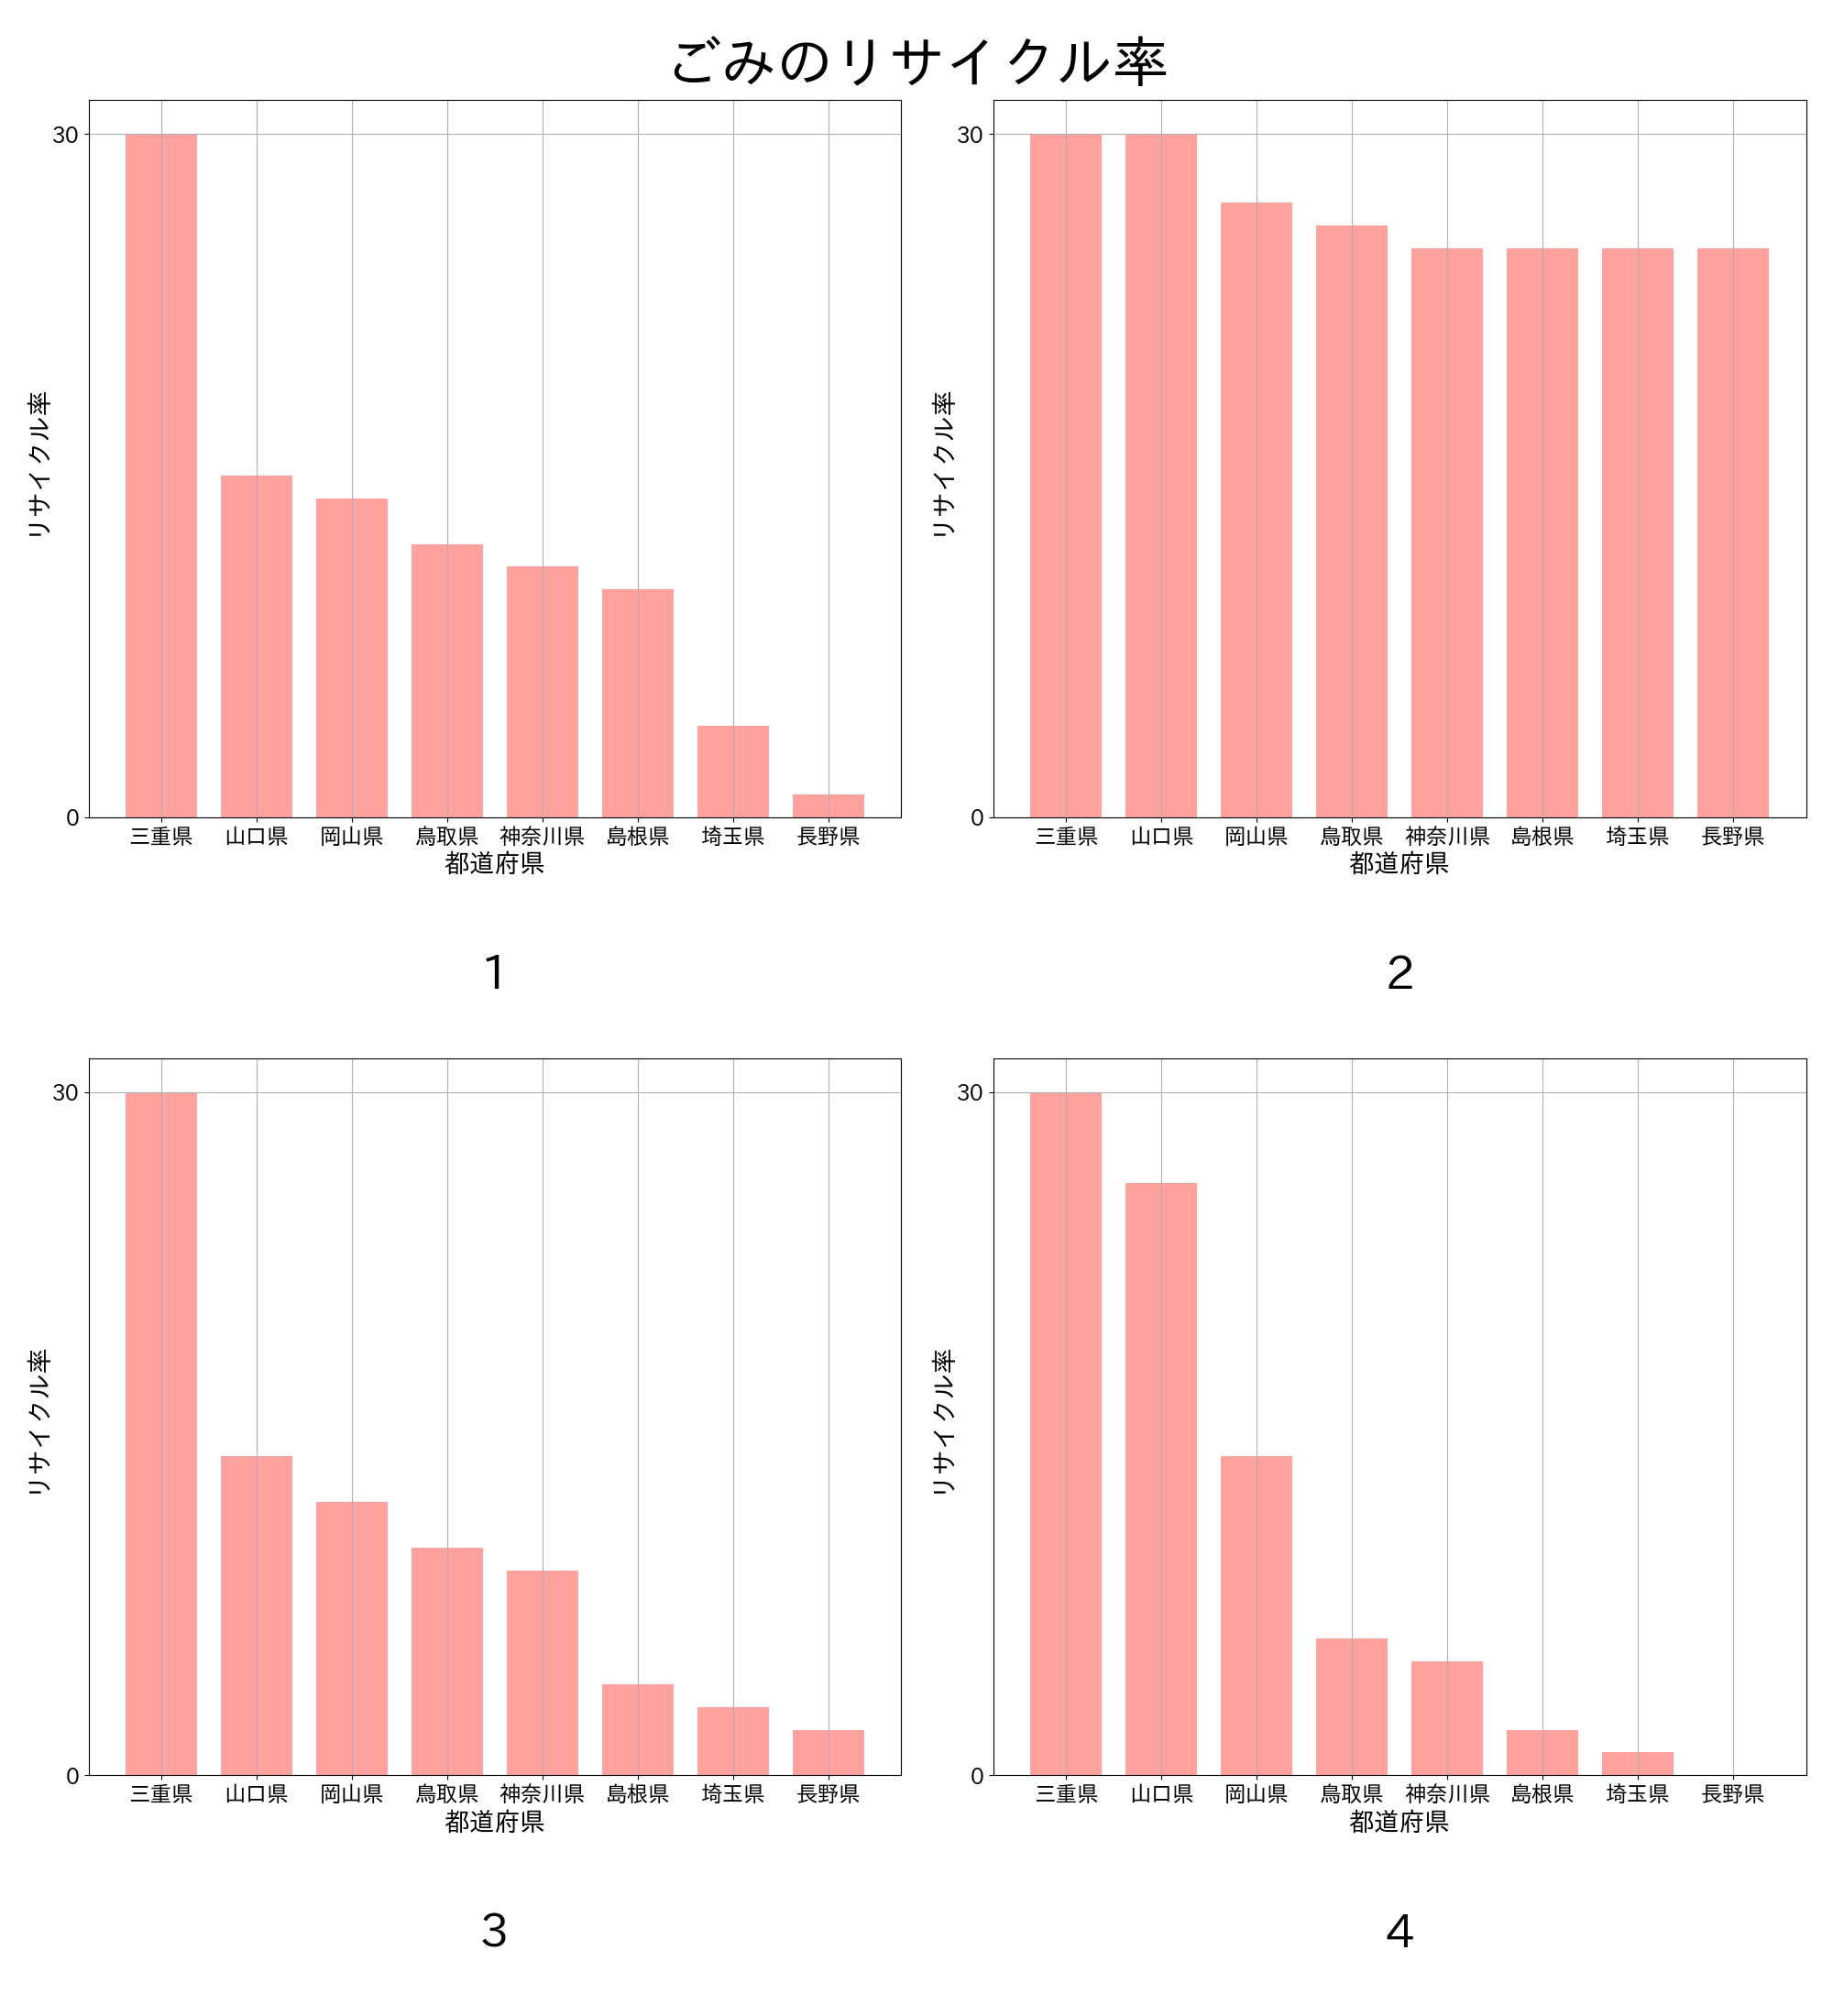 ごみのリサイクル率
30
0
リサイクル率
三重県 山口県 岡山県 鳥取県 神奈川県 島根県 埼玉県 長野県
都道府県
1
30
0
リサイクル率
三重県 山口県 岡山県 鳥取県 神奈川県 島根県 埼玉県 長野県
都道府県
2
30
0
リサイクル率
三重県 山口県 岡山県 鳥取県 神奈川県 島根県 埼玉県 長野県
都道府県
3
30
0
リサイクル率
三重県 山口県 岡山県 鳥取県 神奈川県 島根県 埼玉県 長野県
都道府県
4